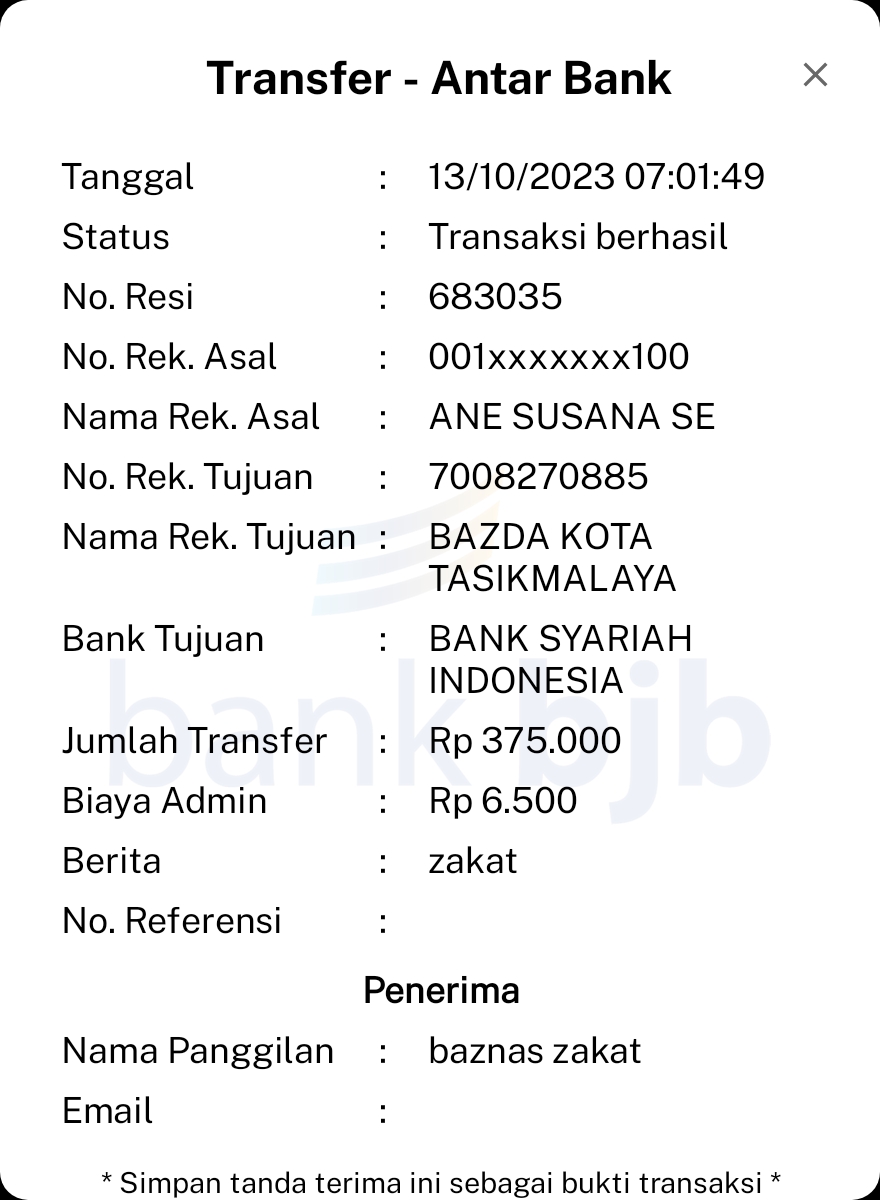 Transfer - Antar Bank
Tanggal : 13/10/2023 07:01:49
Status : Transaksi berhasil
No. Resi : 683035
No. Rek. Asal : 001xxxxxxx100
Nama Rek. Asal : ANE SUSANA SE
No. Rek. Tujuan : 7008270885
Nama Rek. Tujuan : BAZDA KOTA
TASIKMALAYA
Bank Tujuan : BANK SYARIAH
INDONESIA
bank bjb
Jumlah Transfer : Rp 375.000
Biaya Admin : Rp 6.500
Berita : zakat
No. Referensi :
Penerima
Nama Panggilan : baznas zakat
Email :
* Simpan tanda terima ini sebagai bukti transaksi *